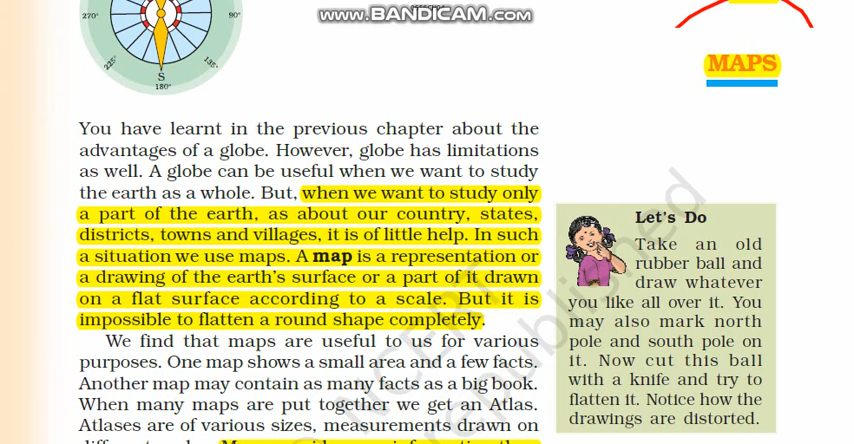 www.BANDICAM.com
270°
90°
225°
135°
S
180°
MAPS
You have learnt in the previous chapter about the
advantages of a globe. However, globe has limitations
as well. A globe can be useful when we want to study
the earth as a whole. But, when we want to study only
a part of the earth, as about our country, states,
districts, towns and villages, it is of little help. In such
a situation we use maps. A map is a representation or
a drawing of the earth's surface or a part of it drawn
on a flat surface according to a scale. But it is
impossible to flatten a round shape completely.
We find that maps are useful to us for various
purposes. One map shows a small area and a few facts.
Another map may contain as many facts as a big book.
When many maps are put together we get an Atlas.
Atlases are of various sizes, measurements drawn on
Let's Do
Take an old
rubber ball and
draw whatever
you like all over it. You
may also mark north
pole and south pole on
it. Now cut this ball
with a knife and try to
flatten it. Notice how the
drawings are distorted.
© NCERT
republished